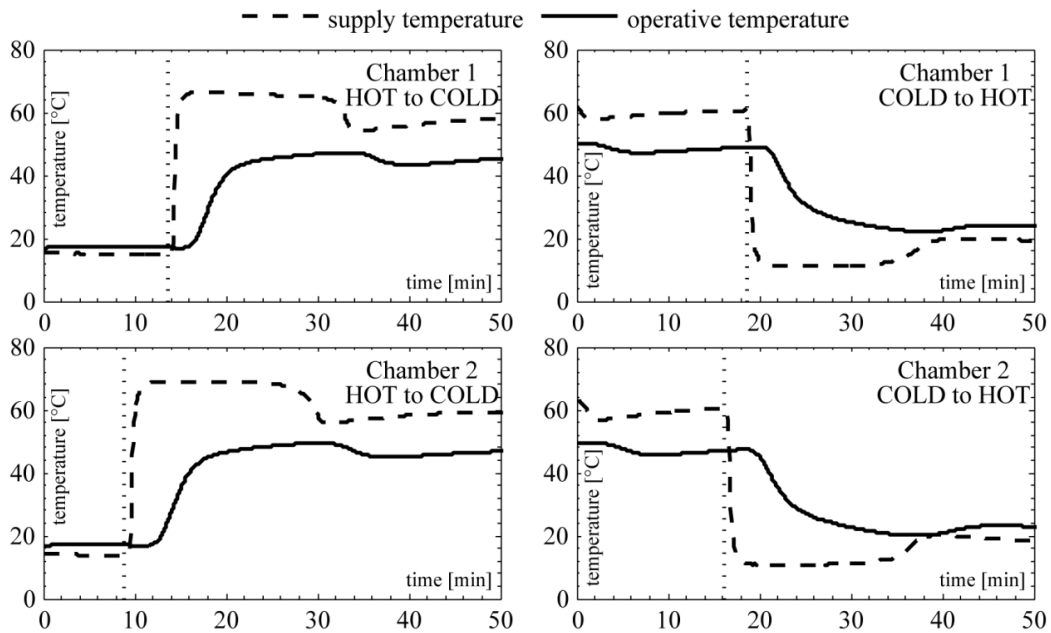 supply temperature operative temperature
80
60
40
20
0
temperature [°C]
Chamber 1
HOT to COLD
time [min]
0 10 20 30 40 50
80
60
40
20
0
temperature [°C]
Chamber 1
COLD to HOT
time [min]
0 10 20 30 40 50
80
60
40
20
0
temperature [°C]
Chamber 2
HOT to COLD
time [min]
0 10 20 30 40 50
80
60
40
20
0
temperature [°C]
Chamber 2
COLD to HOT
time [min]
0 10 20 30 40 50